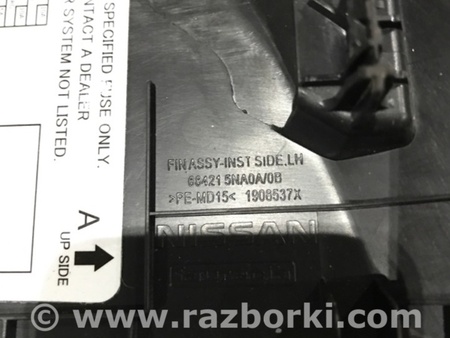 SPECIFIED FUSE ONLY.
CONTACT A DEALER
SYSTEM NOT LISTED.
A
UP SIDE
FIN ASSY-INST SIDE,LH
68421 5NA0A/0B
>PE-MD15< 1908537X
NISSAN
www.razborki.com